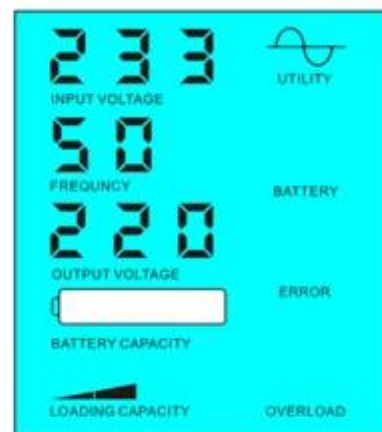 233
INPUT VOLTAGE
UTILITY
50
FREQUNCY
BATTERY
220
OUTPUT VOLTAGE
ERROR
BATTERY CAPACITY
LOADING CAPACITY
OVERLOAD